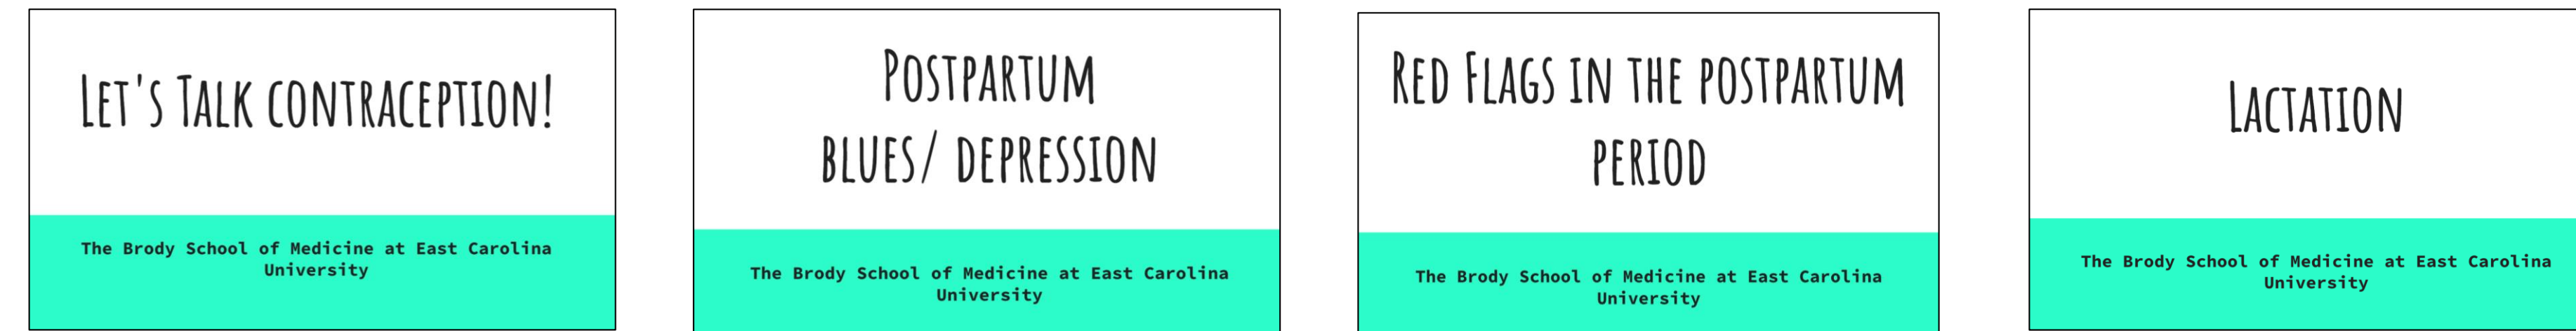 Let's Talk contraception!
The Brody School of Medicine at East Carolina
University
Postpartum
blues/ depression
The Brody School of Medicine at East Carolina
University
Red Flags in the postpartum
period
The Brody School of Medicine at East Carolina
University
Lactation
The Brody School of Medicine at East Carolina
University